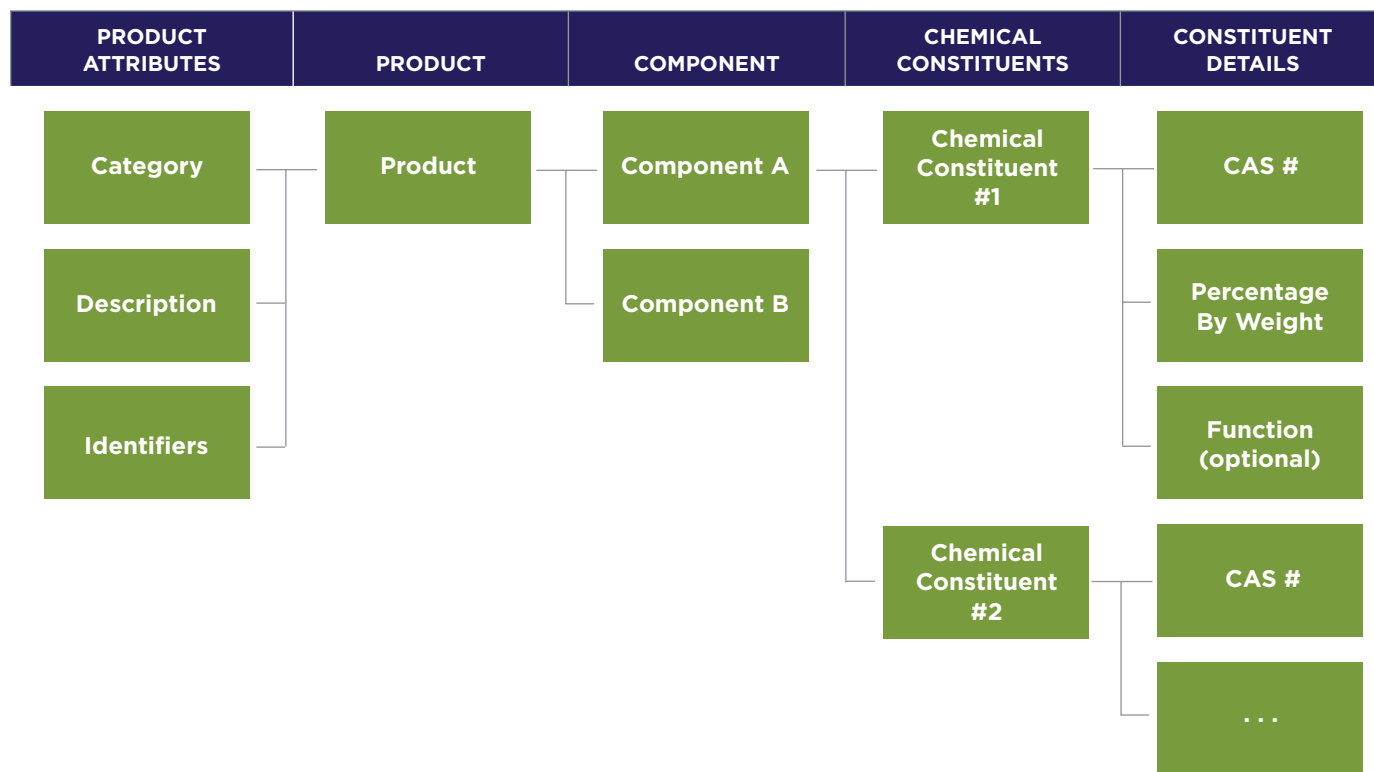 PRODUCT
ATTRIBUTES
PRODUCT
COMPONENT
CHEMICAL
CONSTITUENTS
CONSTITUENT
DETAILS
Category
Product
Component A
Chemical
Constituent
#1
CAS #
Description
Component B
Percentage
By Weight
Identifiers
Function
(optional)
Chemical
Constituent
#2
CAS #
. . .